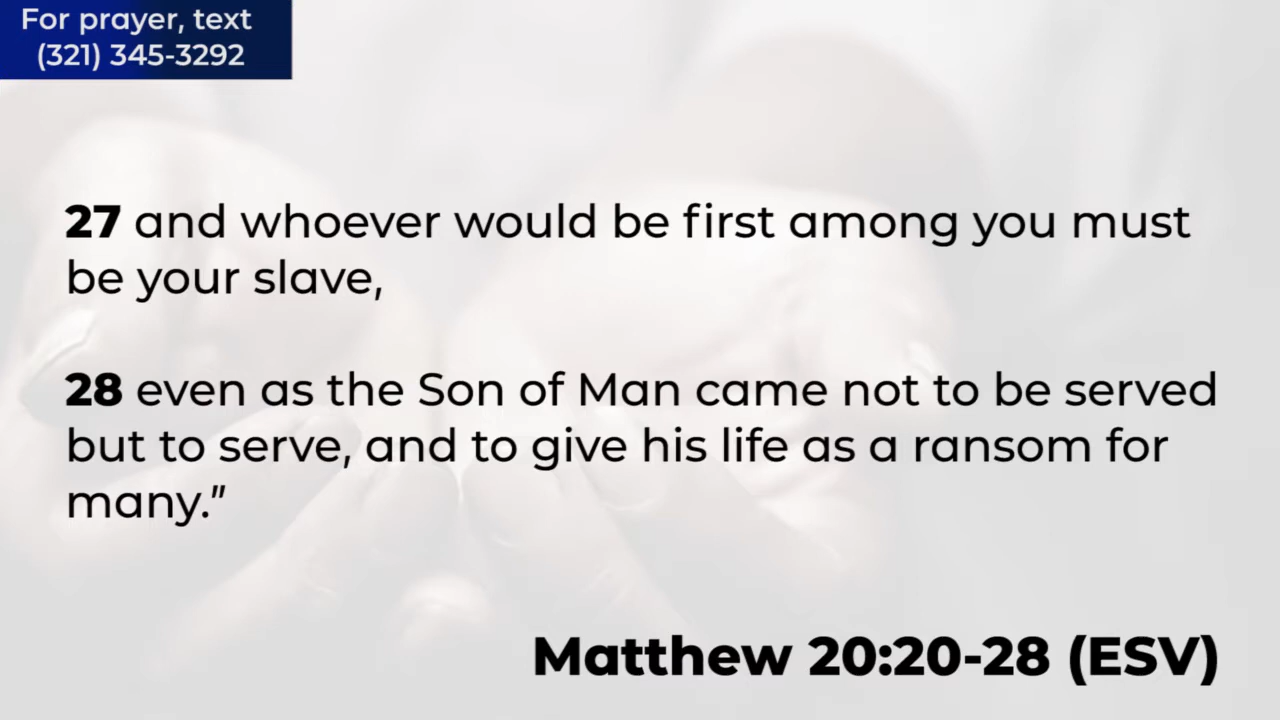 For prayer, text
(321) 345-3292
27 and whoever would be first among you must
be your slave,
28 even as the Son of Man came not to be served
but to serve, and to give his life as a ransom for
many.”
Matthew 20:20-28 (ESV)